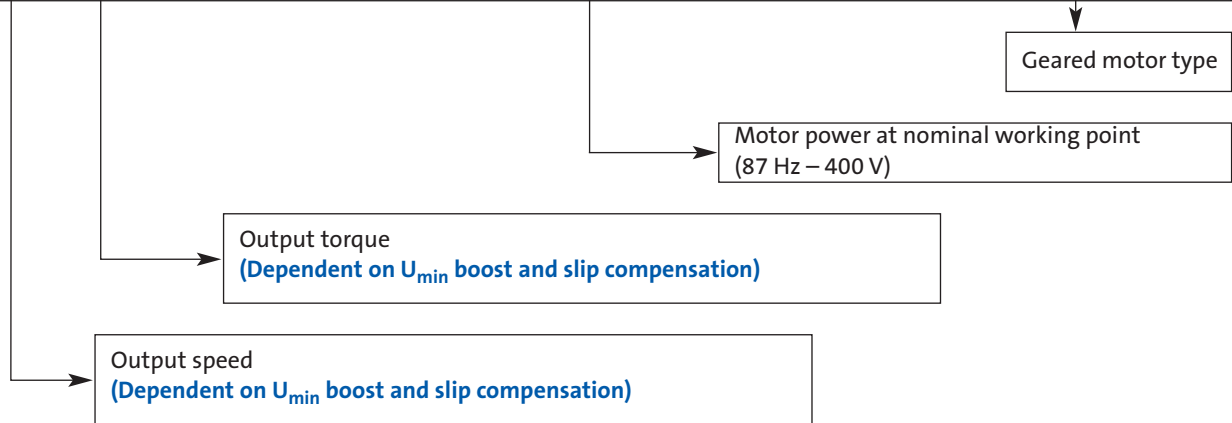 Geared motor type
Motor power at nominal working point
(87 Hz – 400 V)
Output torque
(Dependent on Umin boost and slip compensation)
Output speed
(Dependent on Umin boost and slip compensation)